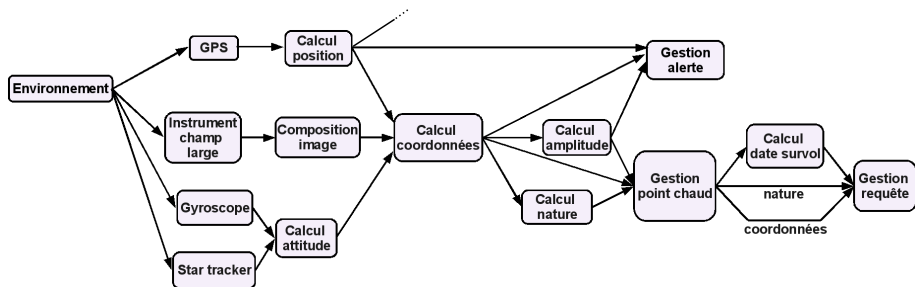 GPS
Calcul
position
Gestion
alerte
Environnement
Instrument
champ
large
Composition
image
Calcul
coordonnées
Calcul
amplitude
Calcul
date survol
Gestion
point chaud
nature
Gestion
requête
Gyroscope
Calcul
nature
Calcul
attitude
coordonnées
Star tracker